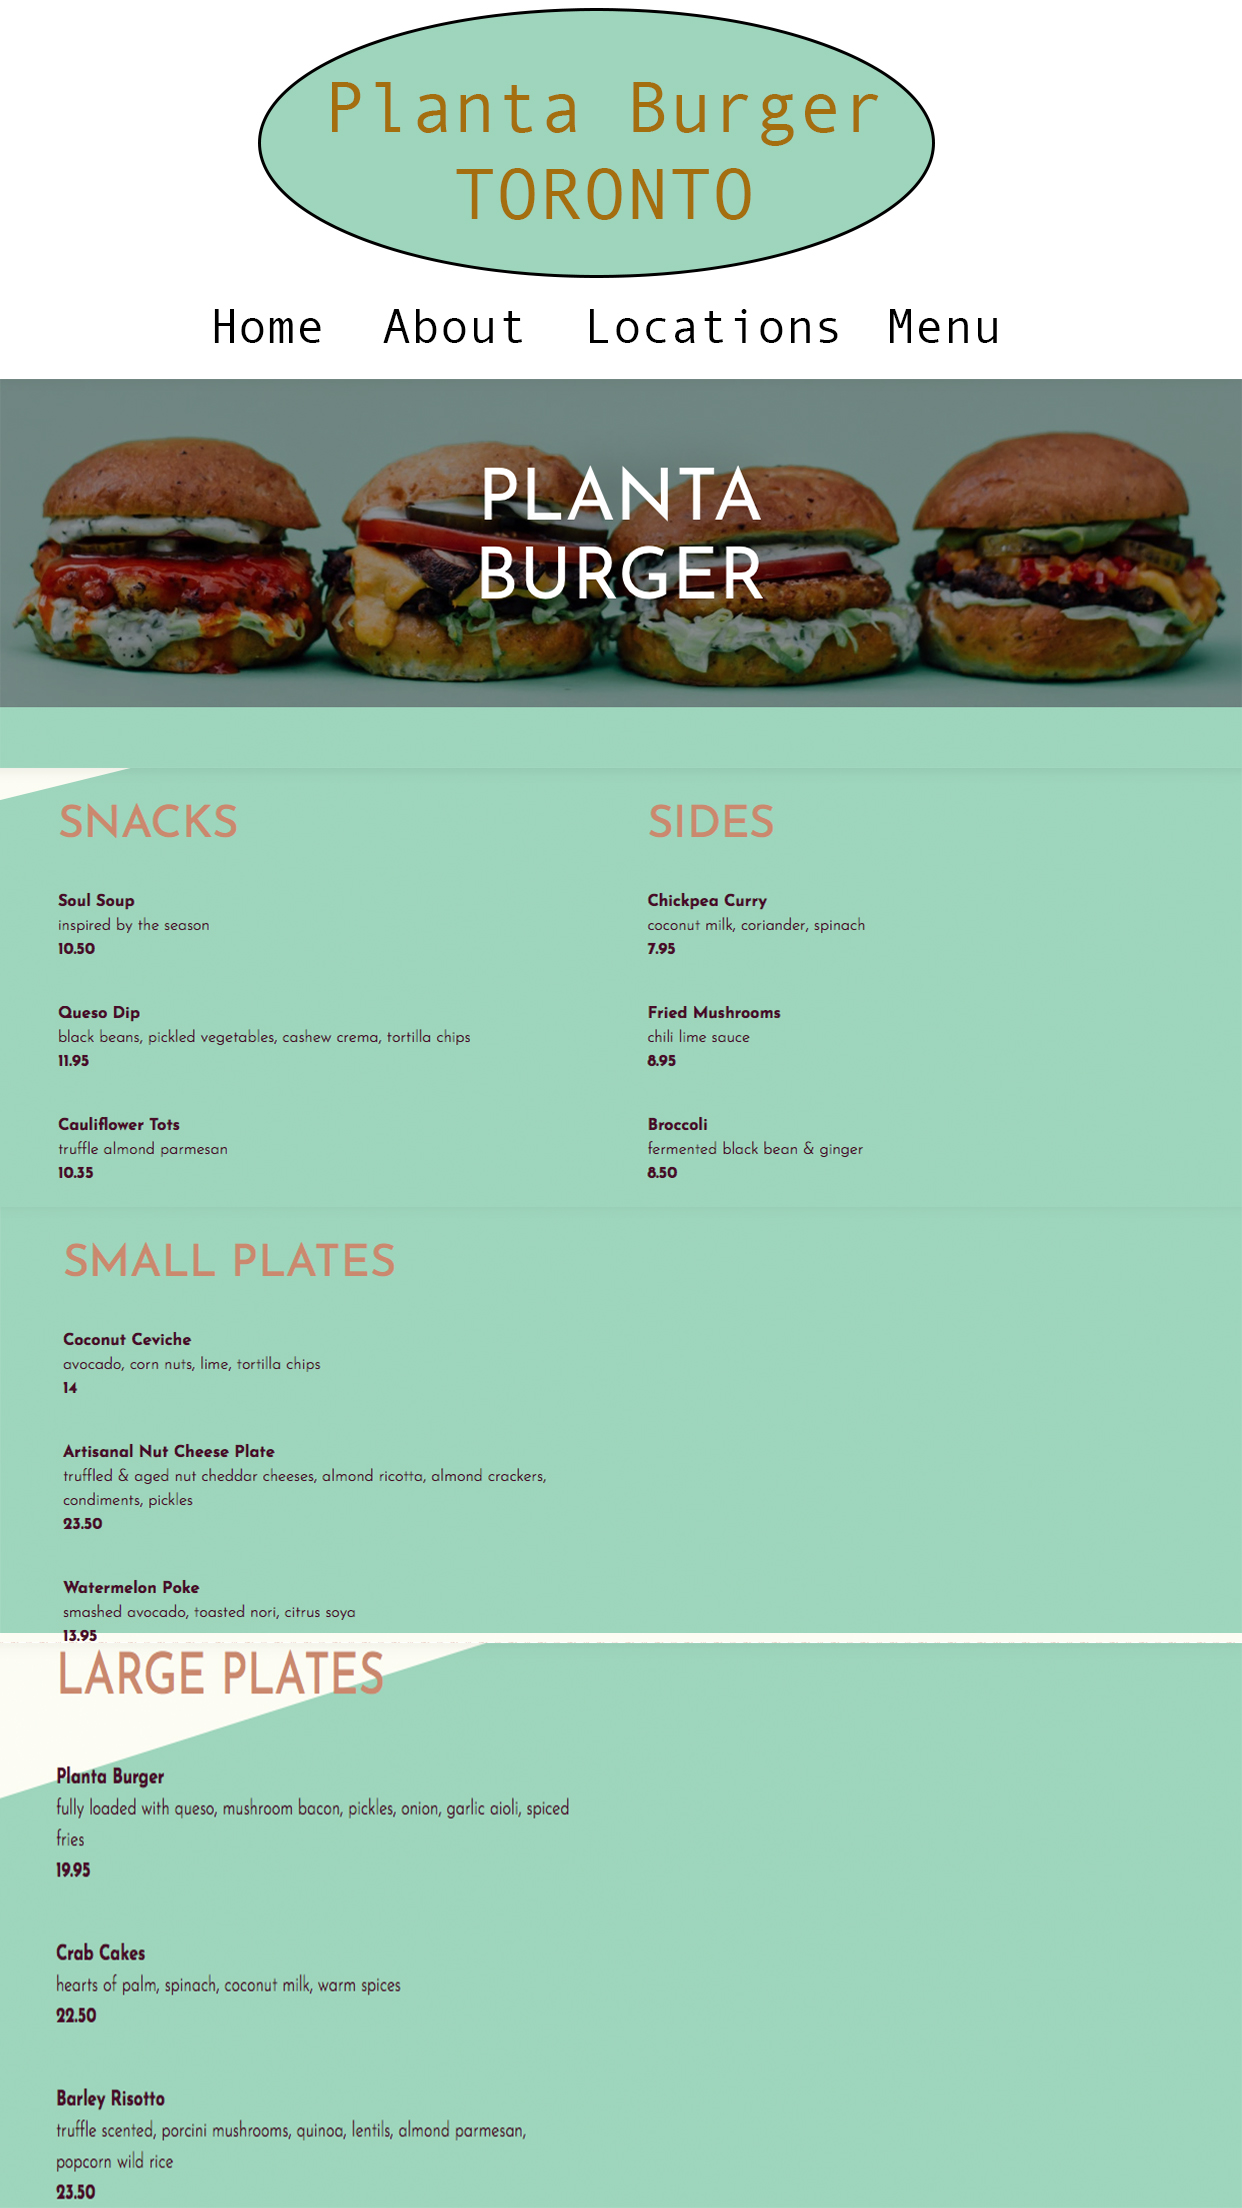 Planta Burger
TORONTO
Home About Locations Menu
PLANTA
BURGER
SNACKS
Soul Soup
inspired by the season
10.50
Queso Dip
black beans, pickled vegetables, cashew crema, tortilla chips
11.95
Cauliflower Tots
truffle almond parmesan
10.35
SIDES
Chickpea Curry
coconut milk, coriander, spinach
7.95
Fried Mushrooms
chili lime sauce
8.95
Broccoli
fermented black bean & ginger
8.50
SMALL PLATES
Coconut Ceviche
avocado, corn nuts, lime, tortilla chips
14
Artisanal Nut Cheese Plate
truffled & aged nut cheddar cheeses, almond ricotta, almond crackers,
condiments, pickles
23.50
Watermelon Poke
smashed avocado, toasted nori, citrus soya
13.95
LARGE PLATES
Planta Burger
fully loaded with queso, mushroom bacon, pickles, onion, garlic aioli, spiced
fries
19.95
Crab Cakes
hearts of palm, spinach, coconut milk, warm spices
22.50
Barley Risotto
truffle scented, porcini mushrooms, quinoa, lentils, almond parmesan,
popcorn wild rice
23.50